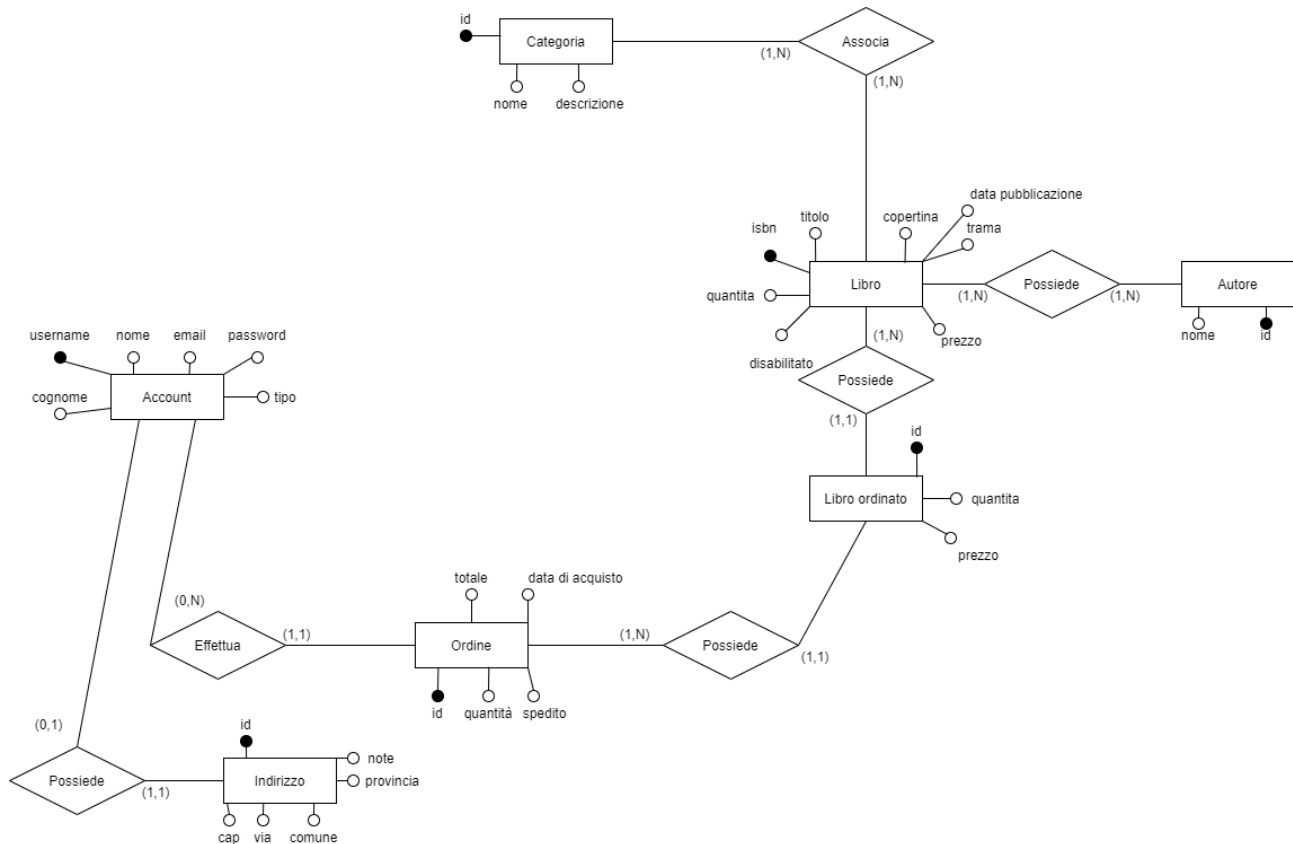 id
Categoria
Associa
(1,N)
(1,N)
nome
descrizione
data pubblicazione
titolo
copertina
isbn
trama
quantita
Libro
(1,N)
Possiede
(1,N)
Autore
nome
id
username
nome
email
password
(1,N)
prezzo
disabilitato
Possiede
cognome
Account
tipo
(1,1)
id
Libro ordinato
quantita
prezzo
totale
data di acquisto
(0,N)
Effettua
(1,1)
Ordine
(1,N)
Possiede
(1,1)
id
quantità
spedito
(0,1)
id
note
Possiede
(1,1)
Indirizzo
provincia
cap
via
comune